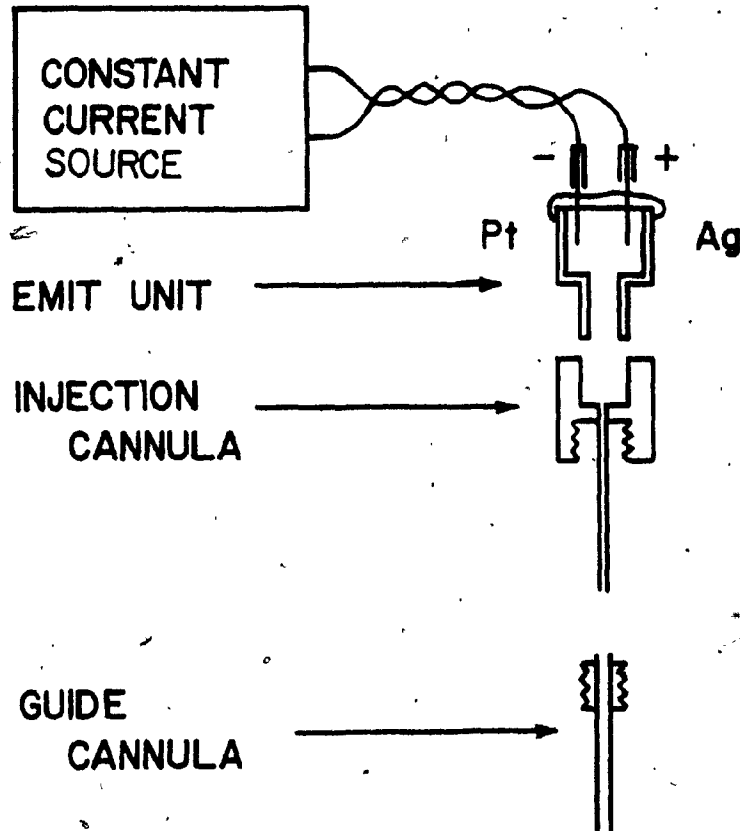 CONSTANT
CURRENT
SOURCE
- +
Pt Ag
EMIT UNIT
INJECTION
CANNULA
GUIDE
CANNULA